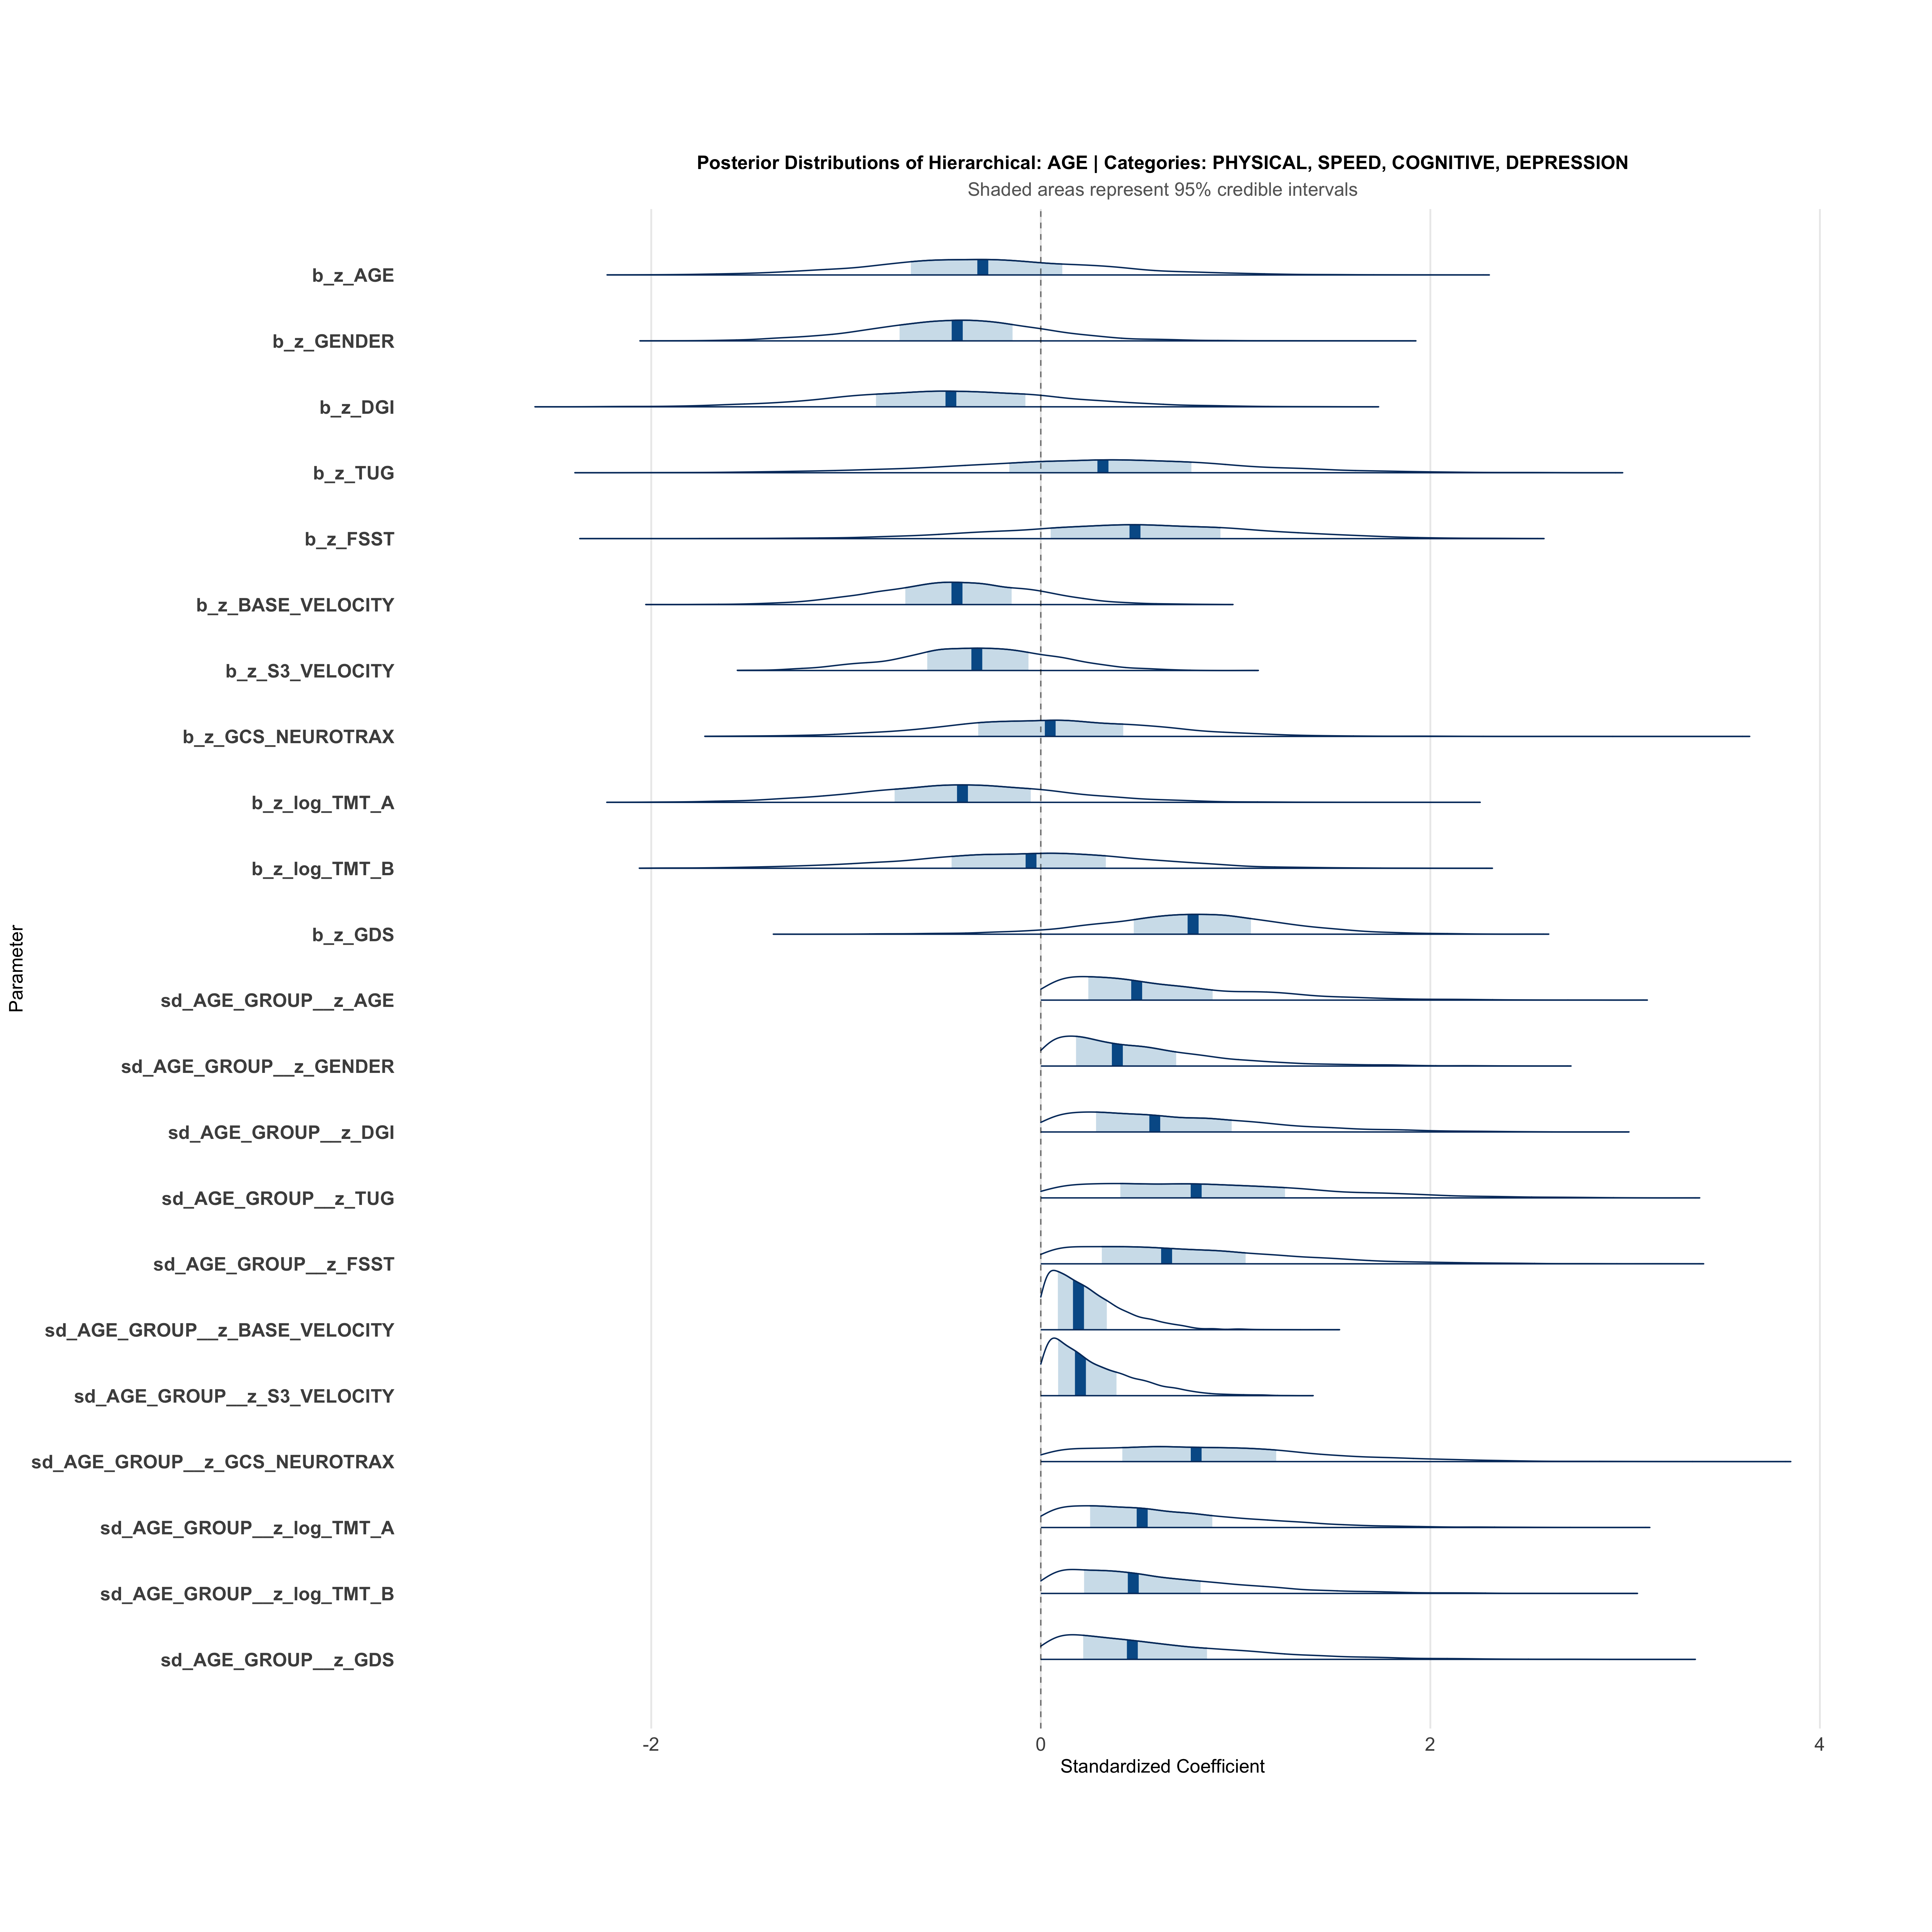 Posterior Distributions of Hierarchical: AGE | Categories: PHYSICAL, SPEED, COGNITIVE, DEPRESSION
Shaded areas represent 95% credible intervals
b_z_AGE
b_z_GENDER
b_z_DGI
b_z_TUG
b_z_FSST
b_z_BASE_VELOCITY
b_z_S3_VELOCITY
b_z_GCS_NEUROTRAX
b_z_log_TMT_A
b_z_log_TMT_B
b_z_GDS
sd_AGE_GROUP__z_AGE
sd_AGE_GROUP__z_GENDER
sd_AGE_GROUP__z_DGI
sd_AGE_GROUP__z_TUG
sd_AGE_GROUP__z_FSST
sd_AGE_GROUP__z_BASE_VELOCITY
sd_AGE_GROUP__z_S3_VELOCITY
sd_AGE_GROUP__z_GCS_NEUROTRAX
sd_AGE_GROUP__z_log_TMT_A
sd_AGE_GROUP__z_log_TMT_B
sd_AGE_GROUP__z_GDS
Parameter
-2 0 2 4
Standardized Coefficient